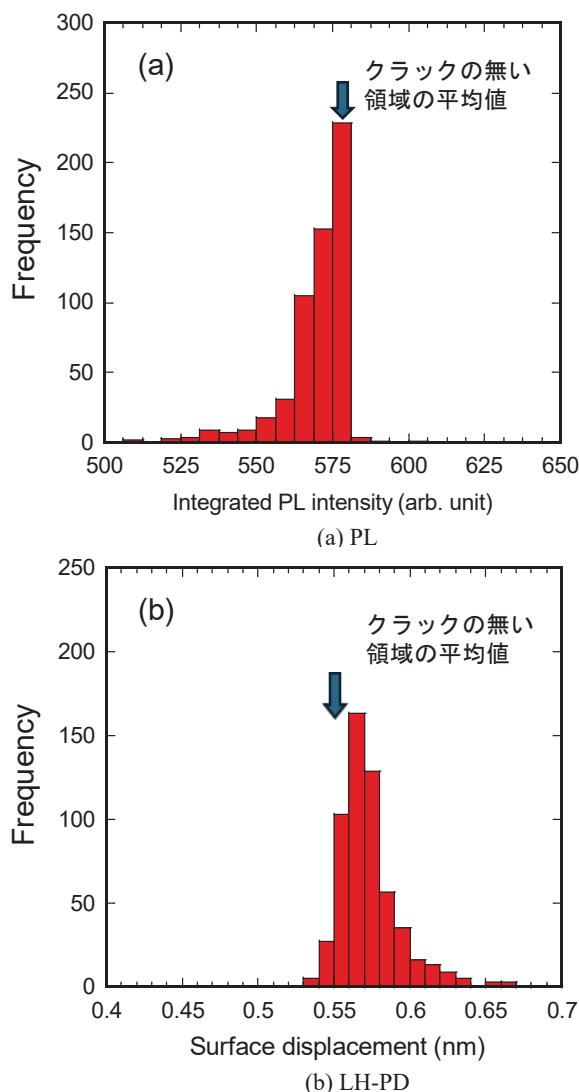 300
250
200
150
100
50
0
Frequency
(a)
クラックの無い
領域の平均値
500 525 550 575 600 625 650
Integrated PL intensity (arb. unit)
(a) PL
250
200
150
100
50
0
Frequency
(b)
クラックの無い
領域の平均値
0.4 0.45 0.5 0.55 0.6 0.65 0.7
Surface displacement (nm)
(b) LH-PD